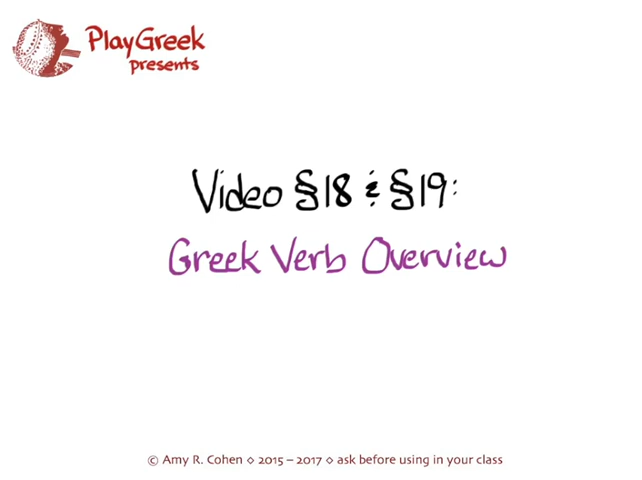 PlayGreek
presents
Video §18 & §19:
Greek Verb Overview
© Amy R. Cohen ◇ 2015 – 2017 ◇ ask before using in your class